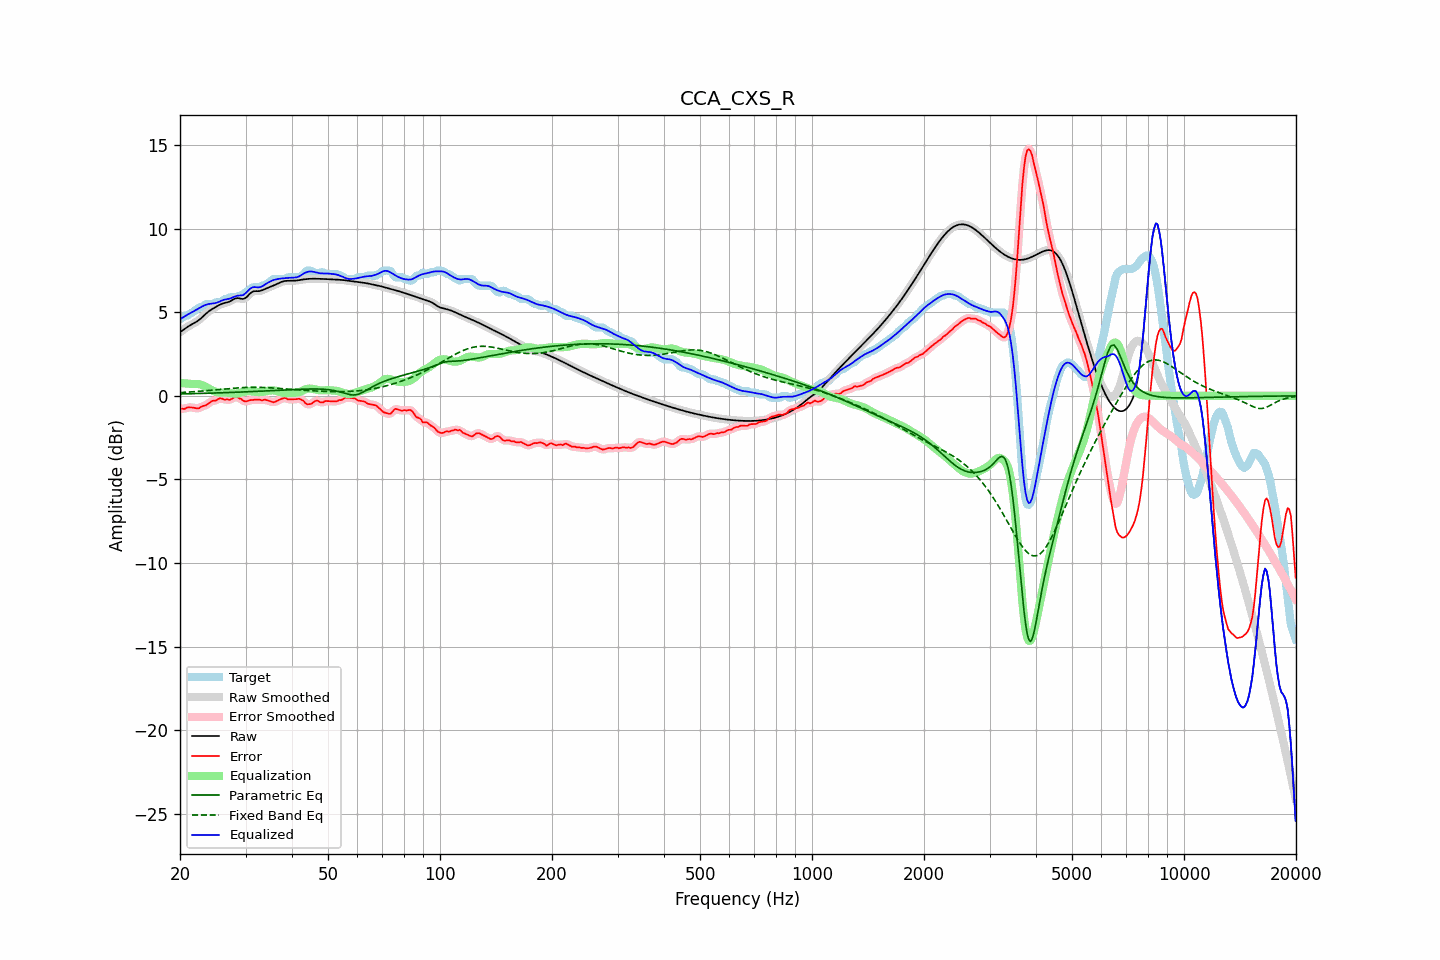 CCA_CXS_R
15
10
5
0
−5
−10
−15
−20
−25
Amplitude (dBr)
Target
Raw Smoothed
Error Smoothed
Raw
Error
Equalization
Parametric Eq
Fixed Band Eq
Equalized
20 50 100 200 500 1000 2000 5000 10000 20000
Frequency (Hz)